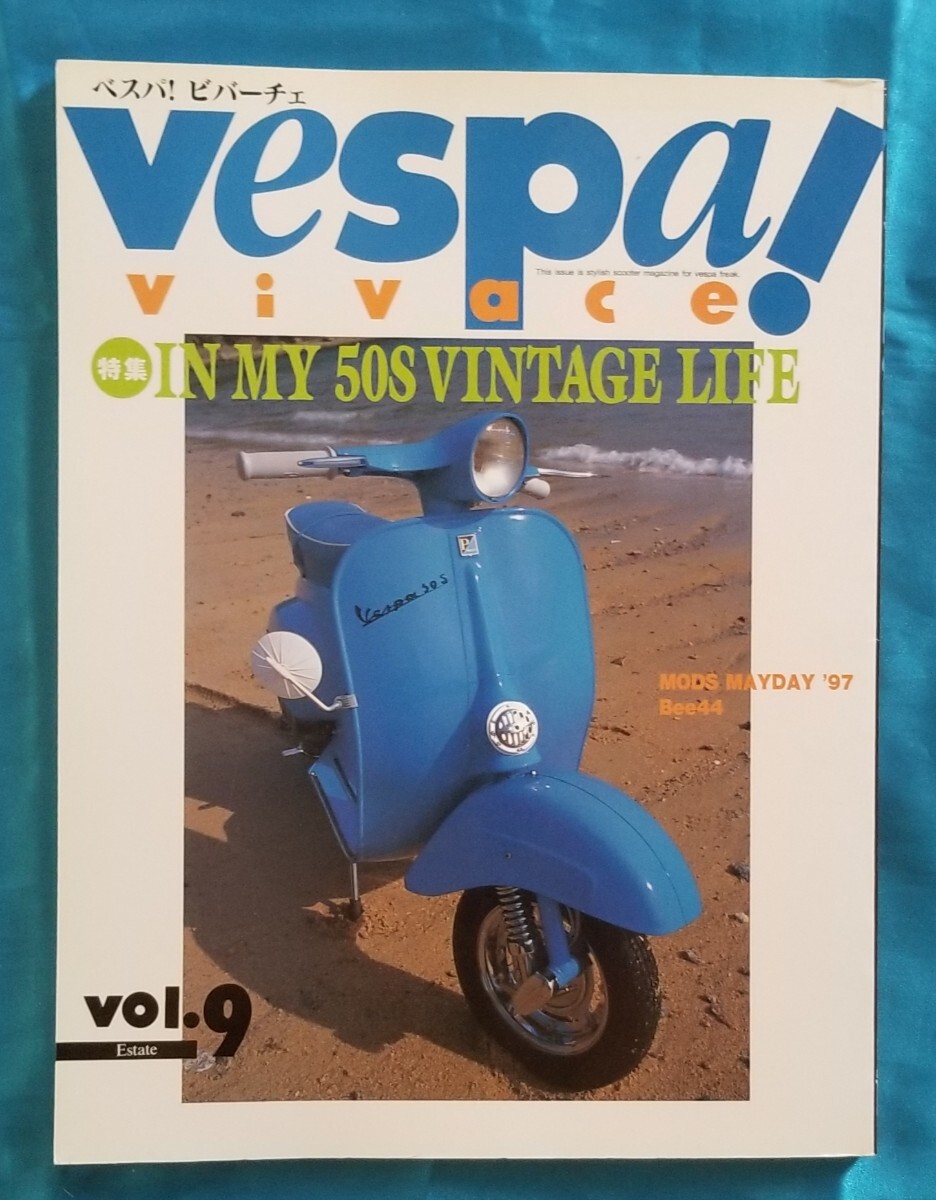 ベスパ! ビバーチェ
vespa!
This issue is stylish scooter magazine for vespa freak.
vivace
特集 IN MY 50S VINTAGE LIFE
P
Vespa 50 S
MODS MAYDAY '97
Bee44
vol.9
Estate